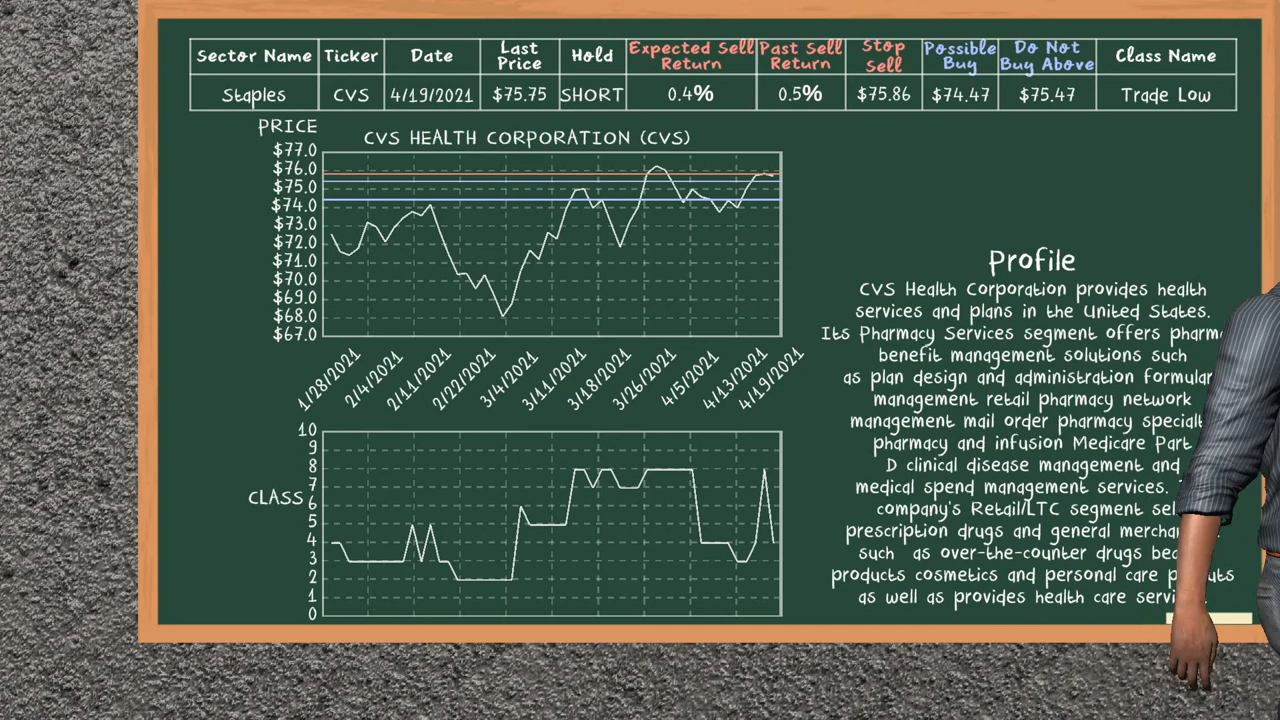 Sector Name Ticker Date Last Price Hold Expected Sell Return Past Sell Return Stop Sell Possible Buy Do Not Buy Above Class Name
Staples CVS 4/19/2021 $75.75 SHORT 0.4% 0.5% $75.86 $74.47 $75.47 Trade Low
PRICE
CVS HEALTH CORPORATION (CVS)
$77.0
$76.0
$75.0
$74.0
$73.0
$72.0
$71.0
$70.0
$69.0
$68.0
$67.0
1/28/2021
2/4/2021
2/11/2021
2/22/2021
3/4/2021
3/11/2021
3/18/2021
3/26/2021
4/5/2021
4/13/2021
4/19/2021
10
9
8
7
CLASS 6
5
4
3
2
1
0
Profile
CVS Health Corporation provides health
services and plans in the United States.
Its Pharmacy Services segment offers
benefit management solutions such
as plan design and administration
management retail pharmacy network
management mail order pharmacy
pharmacy and infusion Medicare Part
D clinical disease management and
medical spend management services.
company's Retail/LTC segment
prescription drugs and general
such as over-the-counter drugs
products cosmetics and personal care
as well as provides health care